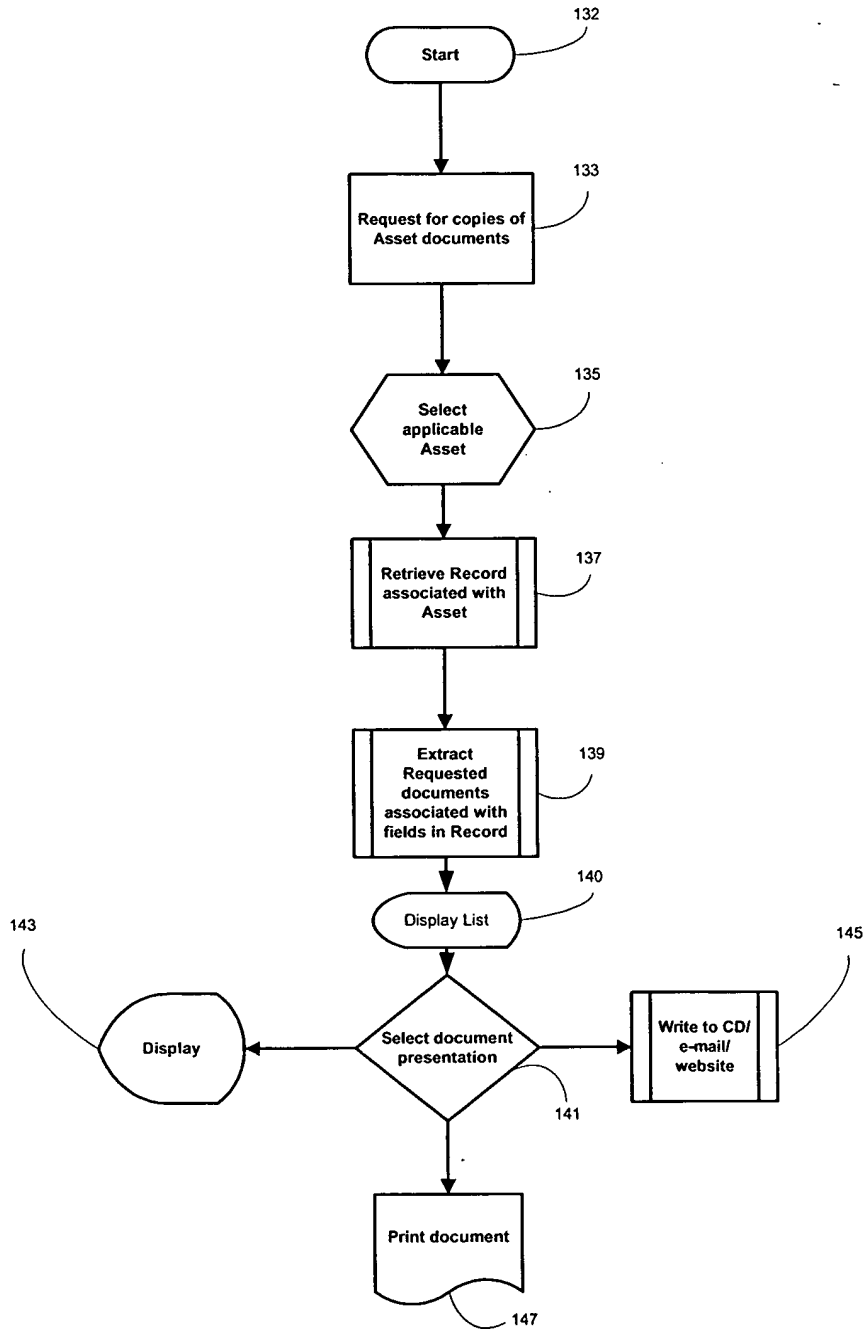 132
Start
133
Request for copies of
Asset documents
135
Select
applicable
Asset
137
Retrieve Record
associated with
Asset
139
Extract
Requested
documents
associated with
fields in Record
140
Display List
143
145
Display
Select document
presentation
Write to CD/
e-mail/
website
141
Print document
147